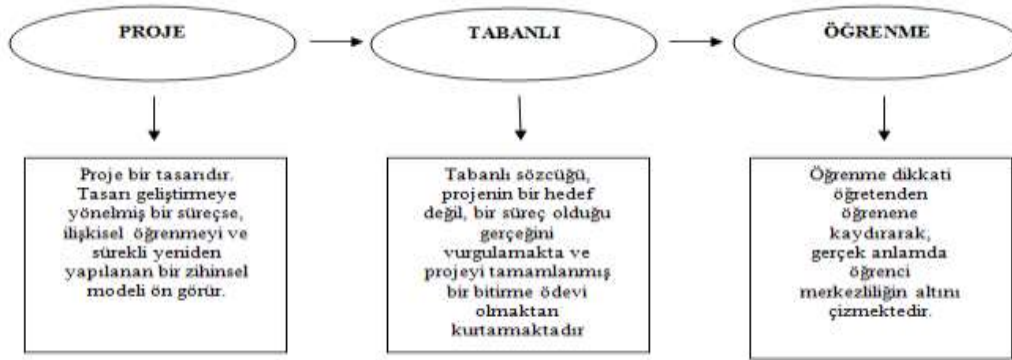 PROJE
TABANLI
ÖĞRENME
Proje bir tasarıdır.
Tasarı geliştirmeye
yönelmiş bir süreçse,
ilişkisel öğrenmeyi ve
sürekli yeniden
yapılanan bir zihinsel
modeli ön görür.
Tabanlı sözcüğü,
projenin bir hedef
değil, bir süreç olduğu
gerçeğini
vurgulamakta ve
projeyi tamamlanmış
bir bitirme ödevi
olmaktan
kurtarmaktadır
Öğrenme dikkati
öğretenden
öğrenene
kaydırarak,
gerçek anlamda
öğrenci
merkezliliğin altını
çizmektedir.